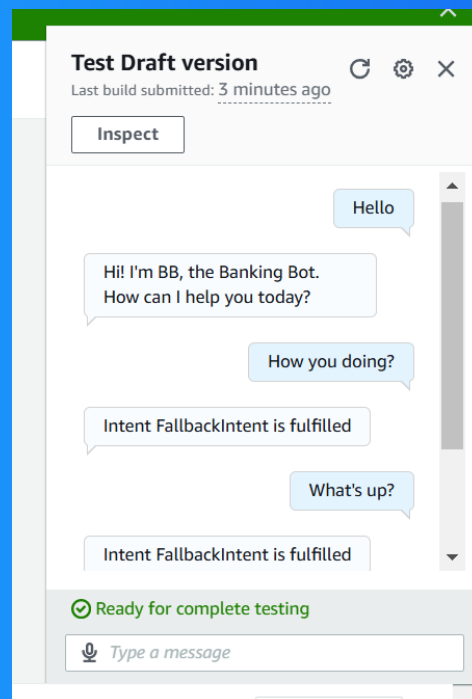 Test Draft version
Last build submitted: 3 minutes ago
Inspect
Hello
Hi! I'm BB, the Banking Bot.
How can I help you today?
How you doing?
Intent FallbackIntent is fulfilled
What's up?
Intent FallbackIntent is fulfilled
Ready for complete testing
Type a message